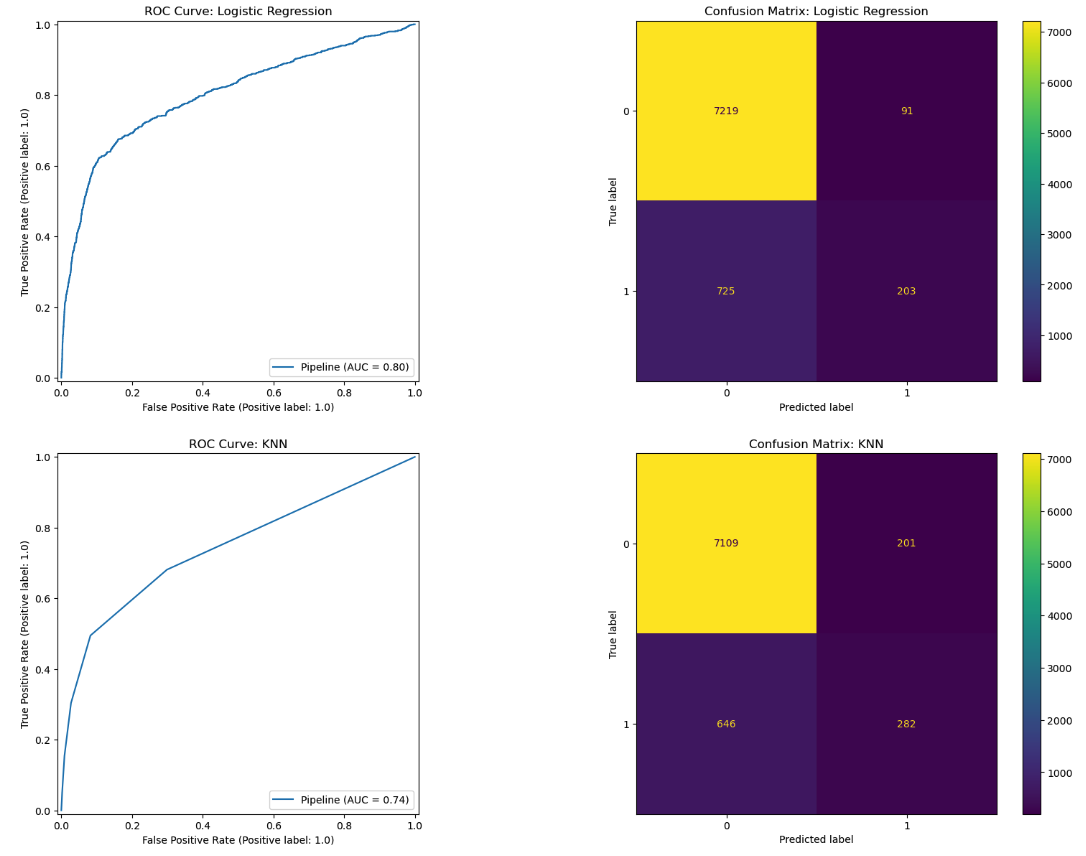 ROC Curve: Logistic Regression
1.0
0.8
0.6
0.4
0.2
0.0
True Positive Rate (Positive label: 1.0)
Pipeline (AUC = 0.80)
0.0 0.2 0.4 0.6 0.8 1.0
False Positive Rate (Positive label: 1.0)
Confusion Matrix: Logistic Regression
0
1
True label
7219 91
725 203
0 1
Predicted label
7000
6000
5000
4000
3000
2000
1000
ROC Curve: KNN
1.0
0.8
0.6
0.4
0.2
0.0
True Positive Rate (Positive label: 1.0)
Pipeline (AUC = 0.74)
0.0 0.2 0.4 0.6 0.8 1.0
False Positive Rate (Positive label: 1.0)
Confusion Matrix: KNN
0
1
True label
7109 201
646 282
0 1
Predicted label
7000
6000
5000
4000
3000
2000
1000